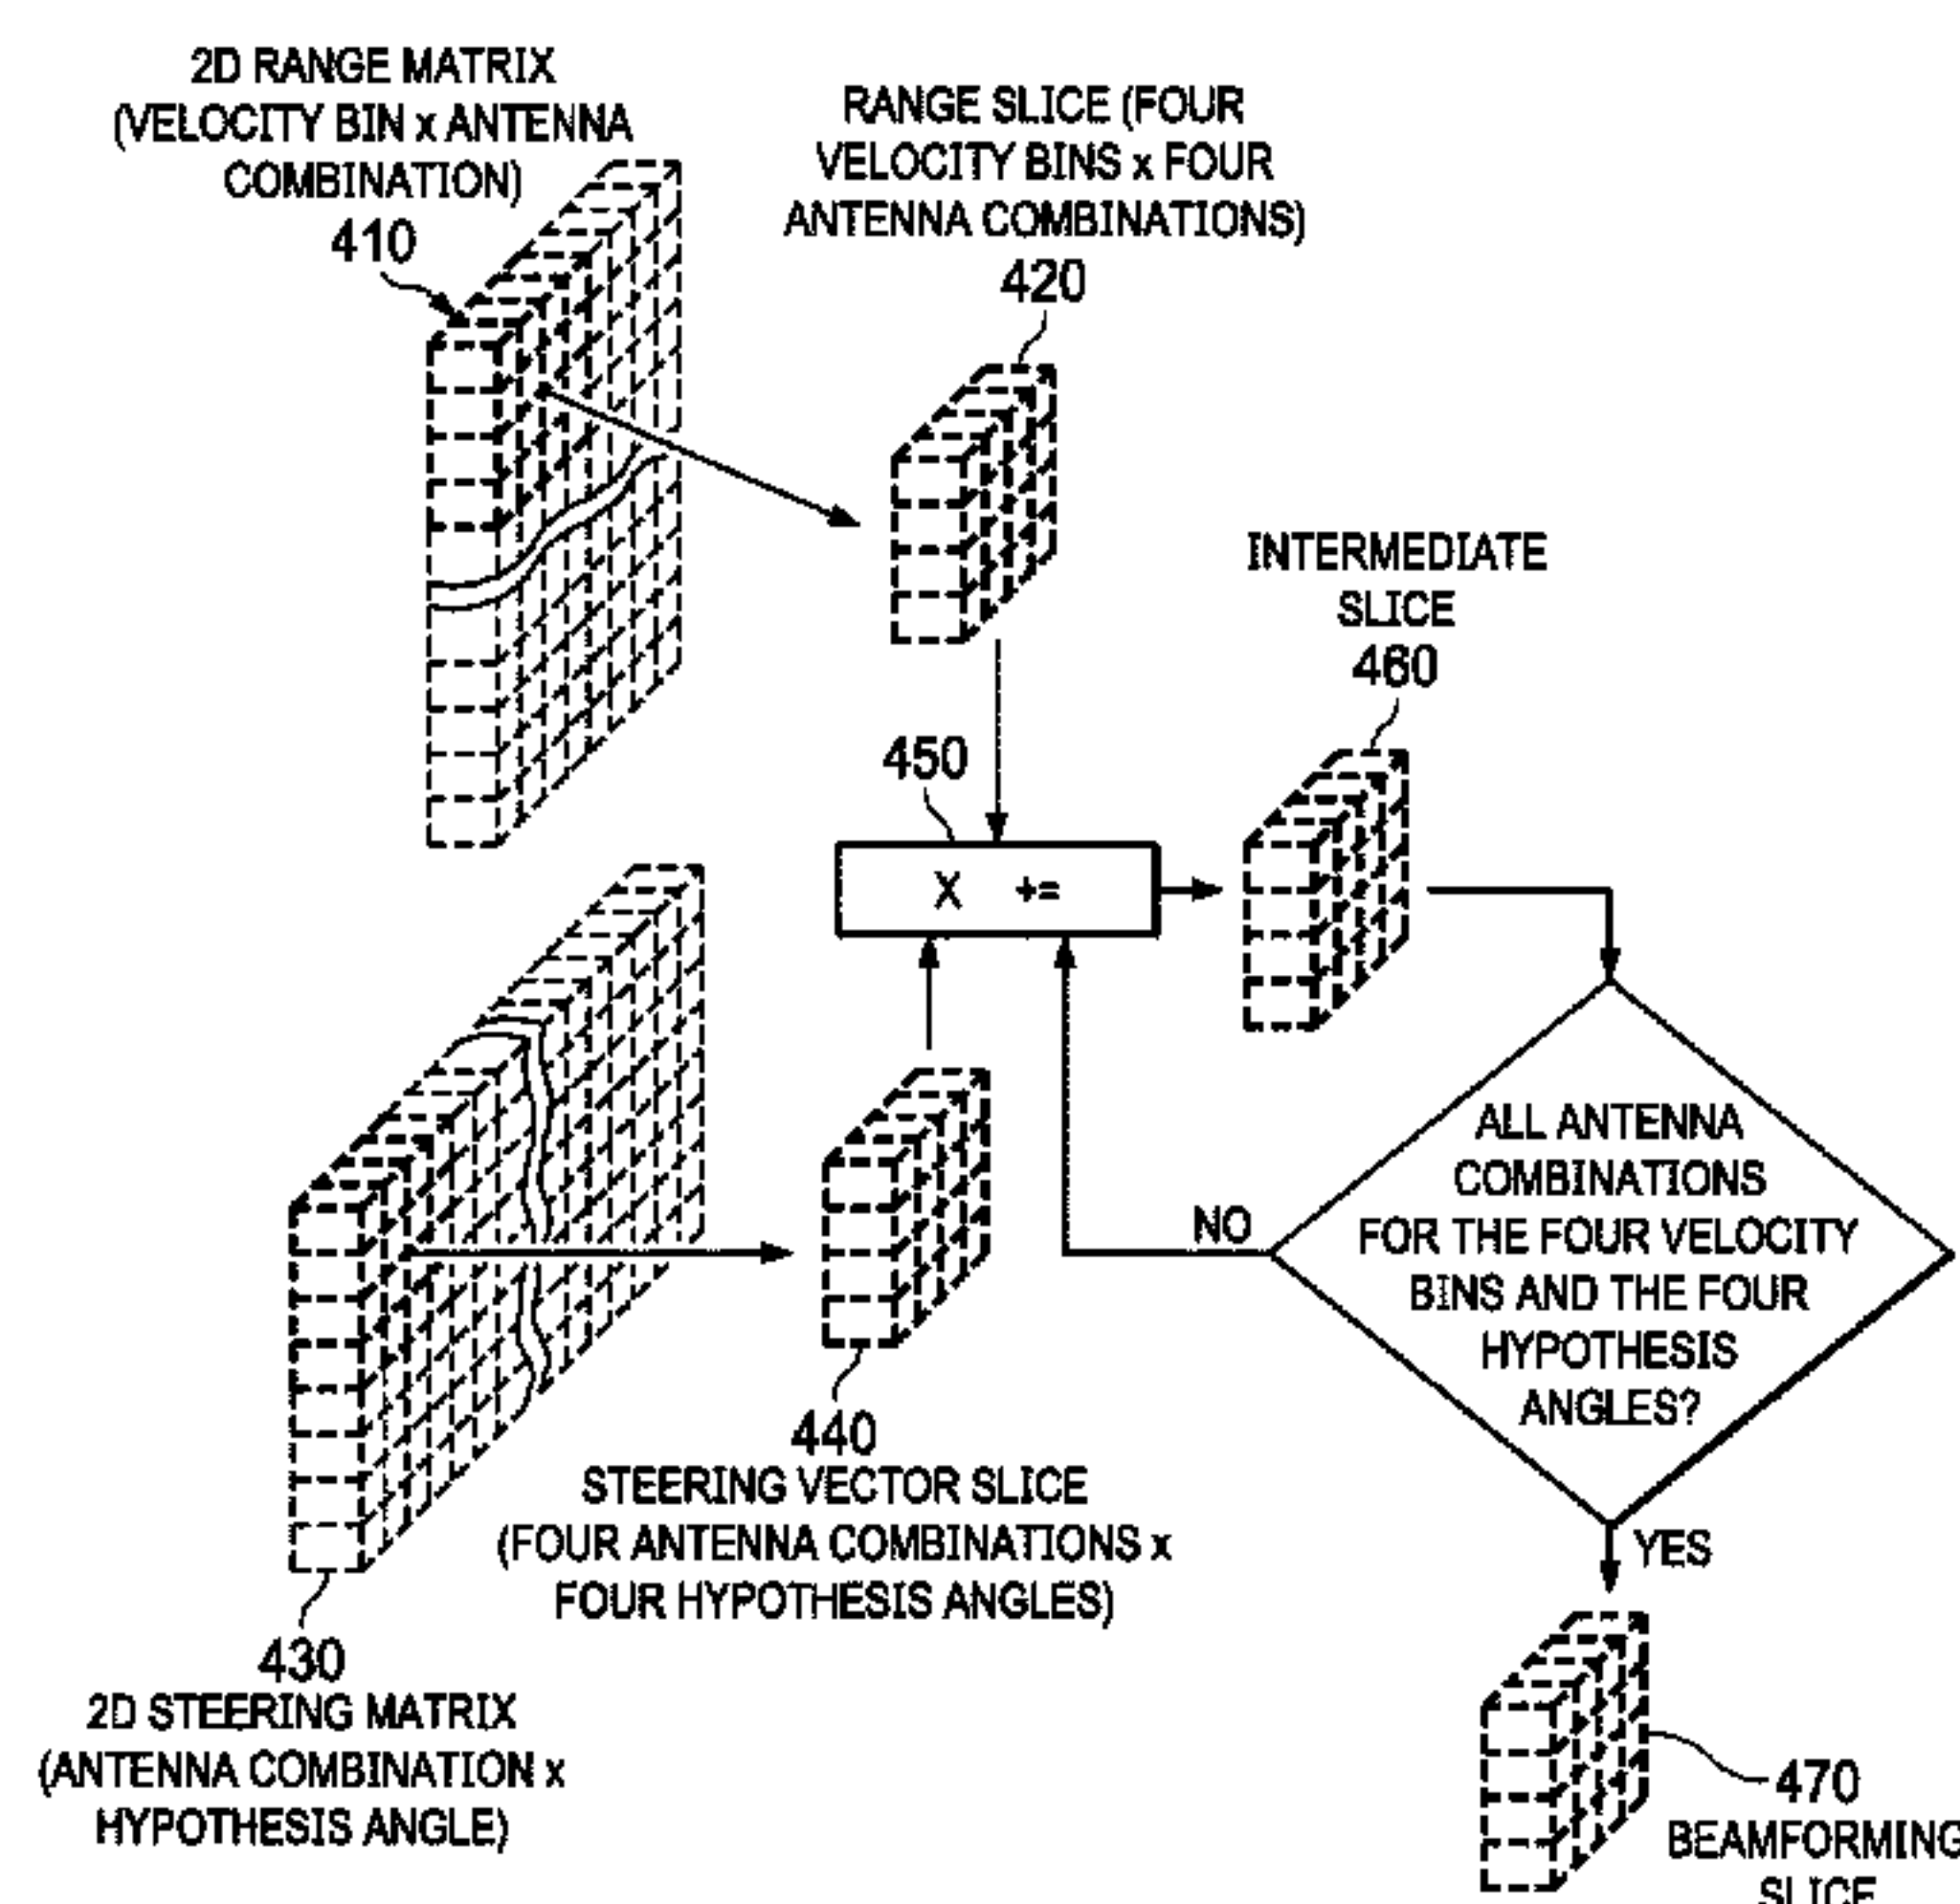 2D RANGE MATRIX
(VELOCITY BIN x ANTENNA
COMBINATION)
410
RANGE SLICE (FOUR
VELOCITY BINS x FOUR
ANTENNA COMBINATIONS)
420
INTERMEDIATE
SLICE
460
450
X +=
ALL ANTENNA
COMBINATIONS
FOR THE FOUR VELOCITY
BINS AND THE FOUR
HYPOTHESIS
ANGLES?
NO
YES
440
STEERING VECTOR SLICE
(FOUR ANTENNA COMBINATIONS x
FOUR HYPOTHESIS ANGLES)
430
2D STEERING MATRIX
(ANTENNA COMBINATION x
HYPOTHESIS ANGLE)
470
BEAMFORMING
SLICE